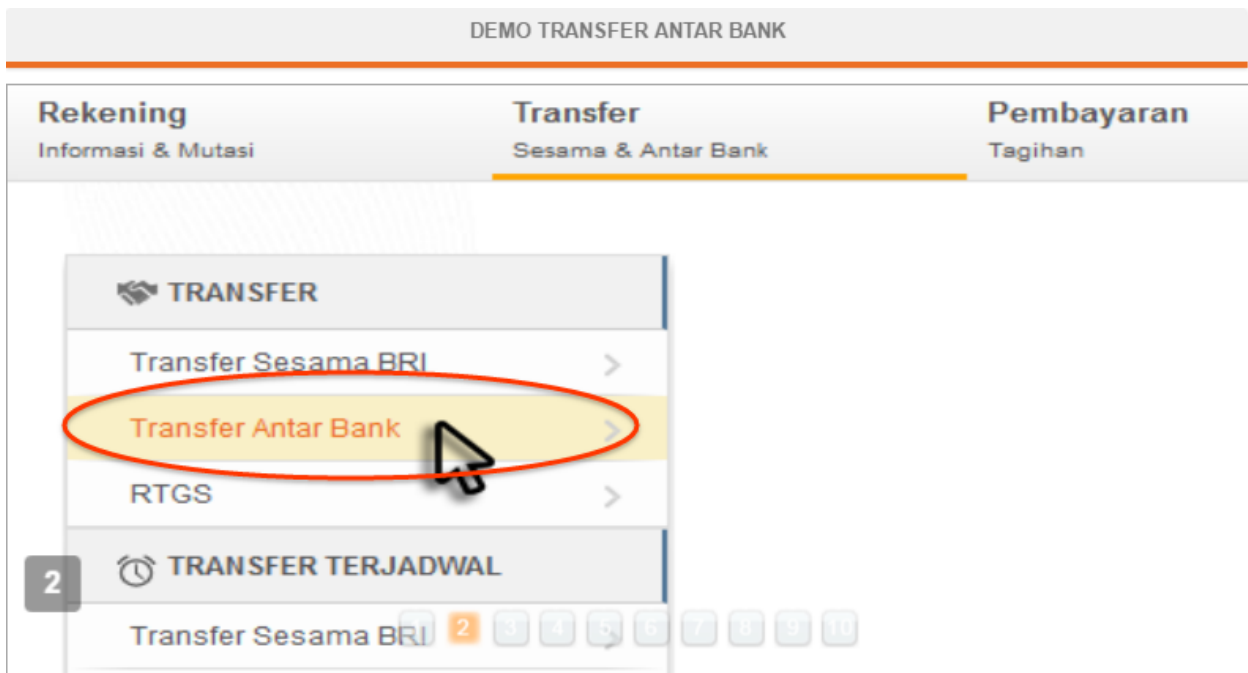 DEMO TRANSFER ANTAR BANK
Rekening
Informasi & Mutasi
Transfer
Sesama & Antar Bank
Pembayaran
Tagihan
TRANSFER
Transfer Sesama BRI
Transfer Antar Bank
RTGS
2
TRANSFER TERJADWAL
Transfer Sesama BRI
1 2 3 4 5 6 7 8 9 10